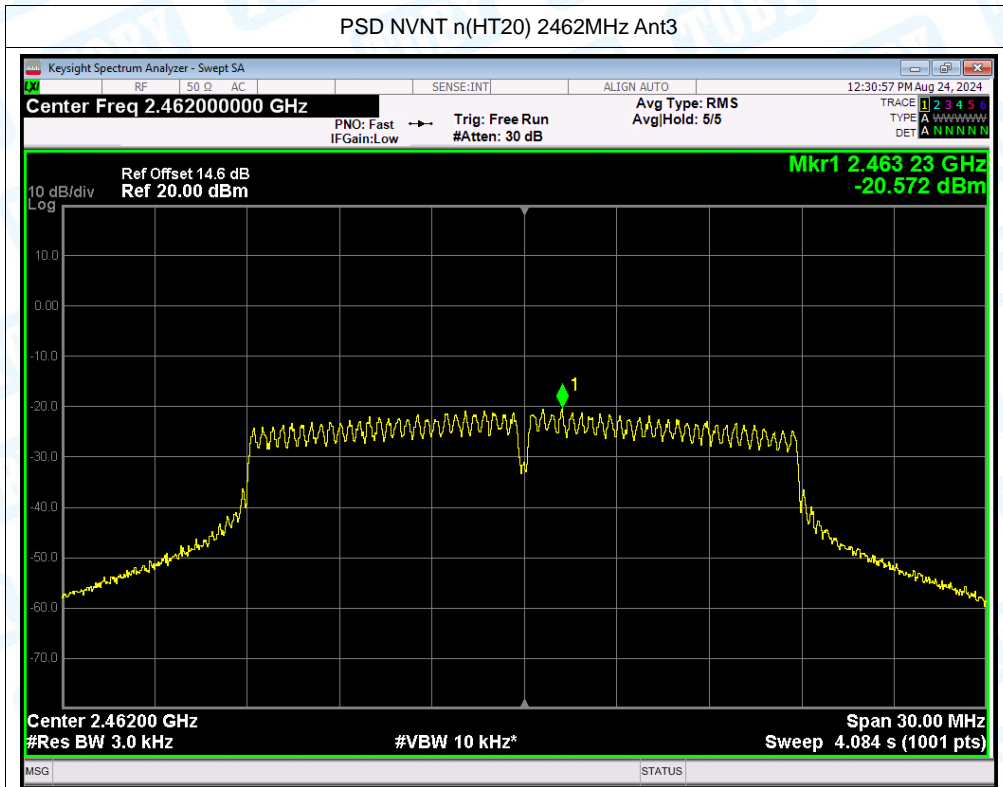 PSD NVNT n(HT20) 2462MHz Ant3
Keysight Spectrum Analyzer - Swept SA
LXI RF 50 Ω AC SENSE:INT ALIGN AUTO 12:30:57 PM Aug 24, 2024
Center Freq 2.462000000 GHz
PNO: Fast
IFGain:Low
Trig: Free Run
#Atten: 30 dB
Avg Type: RMS
Avg|Hold: 5/5
TRACE 1 2 3 4 5 6
TYPE A WWWWW
DET A N N N N N
Mkr1 2.463 23 GHz
-20.572 dBm
Ref Offset 14.6 dB
10 dB/div Ref 20.00 dBm
Log
10.0
0.00
-10.0
1
-20.0
-30.0
-40.0
-50.0
-60.0
-70.0
Center 2.46200 GHz Span 30.00 MHz
#Res BW 3.0 kHz #VBW 10 kHz* Sweep 4.084 s (1001 pts)
MSG STATUS